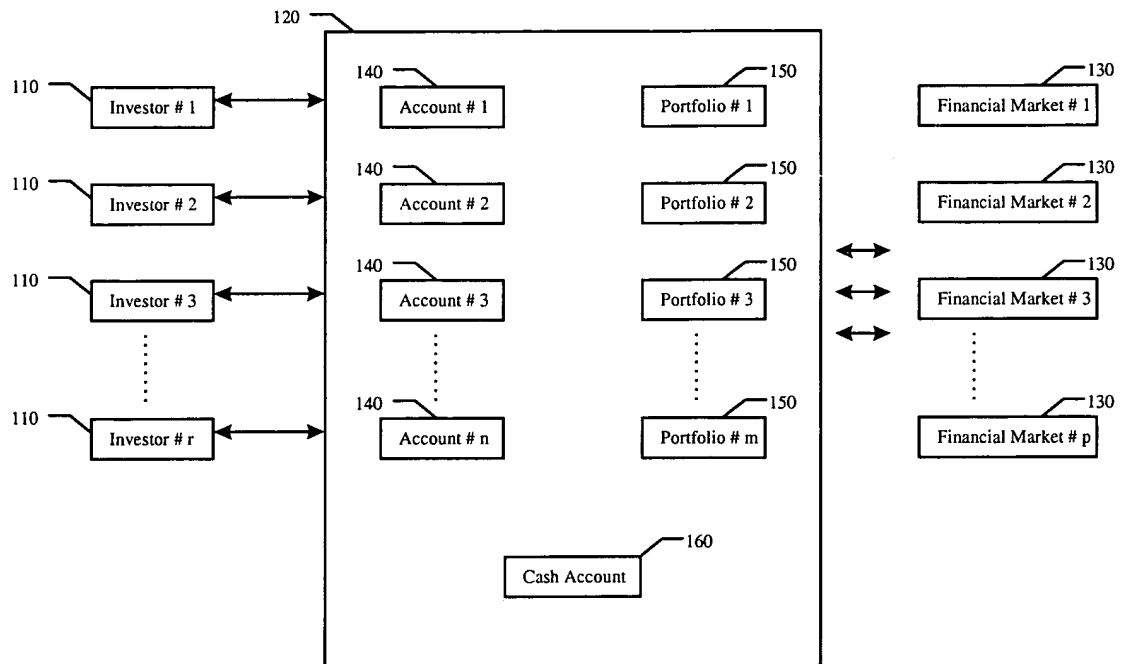 120
110
140
150
130
Investor # 1
Account # 1
Portfolio # 1
Financial Market # 1
110
140
150
130
Investor # 2
Account # 2
Portfolio # 2
Financial Market # 2
110
140
150
130
Investor # 3
Account # 3
Portfolio # 3
Financial Market # 3
110
140
150
130
Investor # r
Account # n
Portfolio # m
Financial Market # p
160
Cash Account